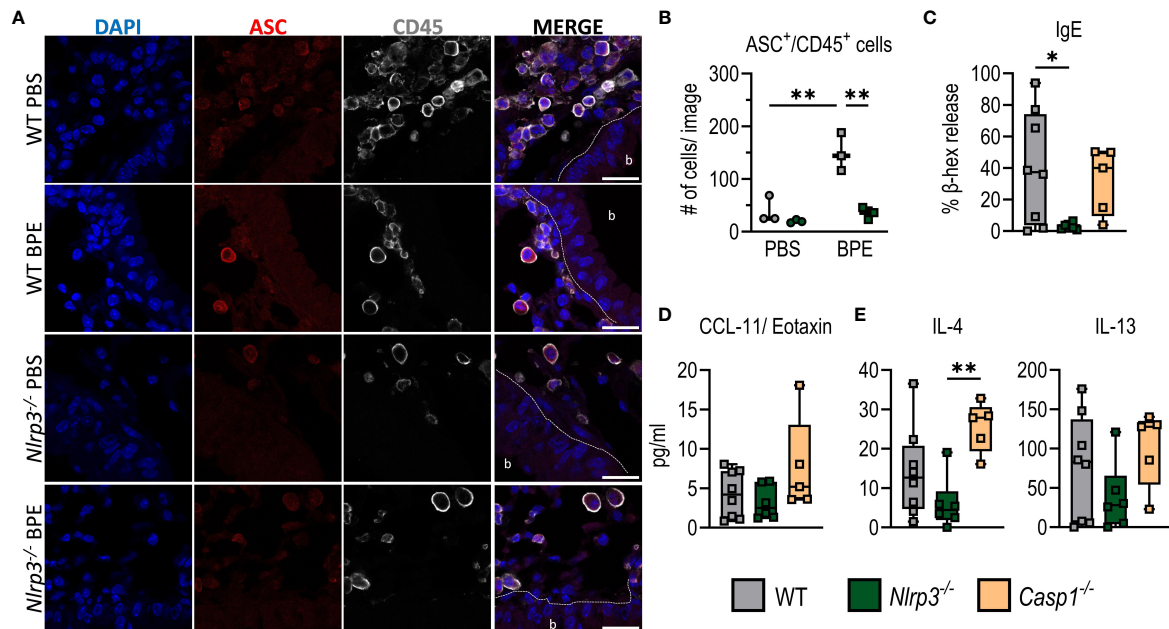 A
DAPI
ASC
CD45
MERGE
WT PBS
b
WT BPE
b
Nlrp3-/- PBS
b
Nlrp3-/- BPE
b
B
ASC+/CD45+ cells
# of cells/ image
300
250
150
100
50
0
**
**
PBS
BPE
C
IgE
% β-hex release
100
80
60
40
20
0
*
D
CCL-11/ Eotaxin
pg/ml
20
15
10
5
0
E
IL-4
40
30
20
10
0
**
IL-13
200
150
100
50
0
WT
Nlrp3-/-
Casp1-/-